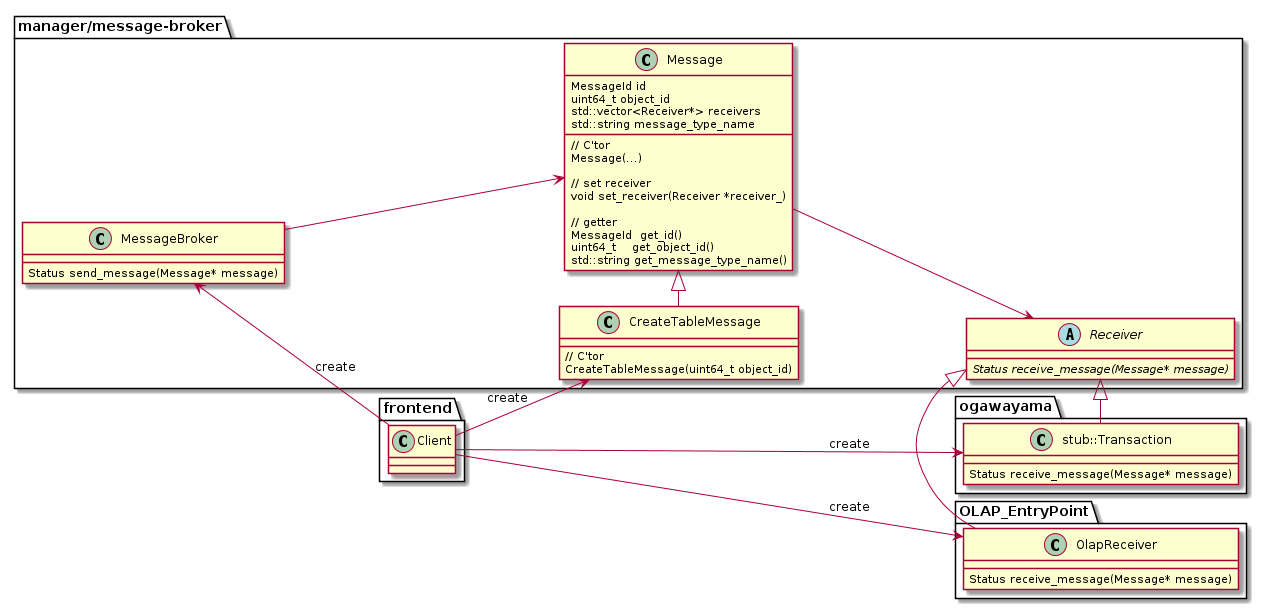 manager/message-broker
C Message
MessageId id
uint64_t object_id
std::vector<Receiver*> receivers
std::string message_type_name
// C'tor
Message(...)
// set receiver
void set_receiver(Receiver *receiver_)
// getter
MessageId get_id()
uint64_t get_object_id()
std::string get_message_type_name()
C MessageBroker
Status send_message(Message* message)
C CreateTableMessage
// C'tor
CreateTableMessage(uint64_t object_id)
A Receiver
Status receive_message(Message* message)
create
create
frontend
C Client
create
create
ogawayama
C stub::Transaction
Status receive_message(Message* message)
OLAP_EntryPoint
C OlapReceiver
Status receive_message(Message* message)